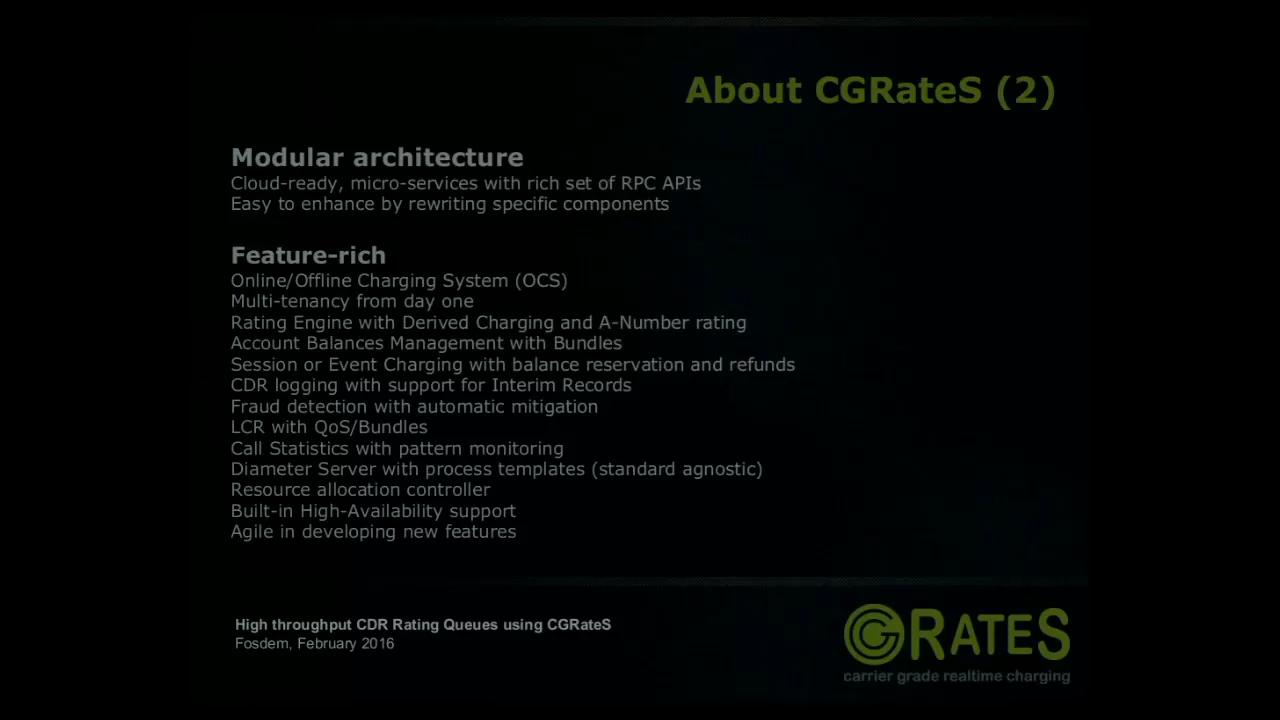 About CGRateS (2)
Modular architecture
Cloud-ready, micro-services with rich set of RPC APIs
Easy to enhance by rewriting specific components
Feature-rich
Online/Offline Charging System (OCS)
Multi-tenancy from day one
Rating Engine with Derived Charging and A-Number rating
Account Balances Management with Bundles
Session or Event Charging with balance reservation and refunds
CDR logging with support for Interim Records
Fraud detection with automatic mitigation
LCR with QoS/Bundles
Call Statistics with pattern monitoring
Diameter Server with process templates (standard agnostic)
Resource allocation controller
Built-in High-Availability support
Agile in developing new features
High throughput CDR Rating Queues using CGRateS
Fosdem, February 2016
CGRATES
carrier grade realtime charging